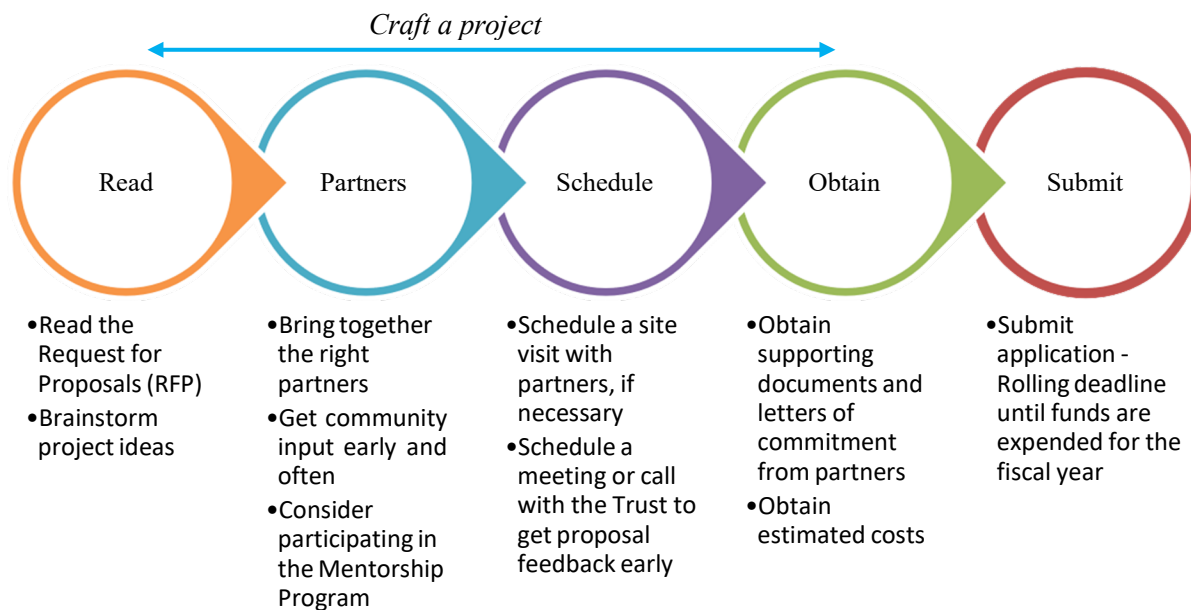 Craft a project
Read
Partners
Schedule
Obtain
Submit
•Read the
Request for
Proposals (RFP)
•Brainstorm
project ideas
•Bring together
the right
partners
•Get community
input early and
often
•Consider
participating in
the Mentorship
Program
•Schedule a site
visit with
partners, if
necessary
•Schedule a
meeting or call
with the Trust to
get proposal
feedback early
•Obtain
supporting
documents and
letters of
commitment
from partners
•Obtain
estimated costs
•Submit
application -
Rolling deadline
until funds are
expended for the
fiscal year